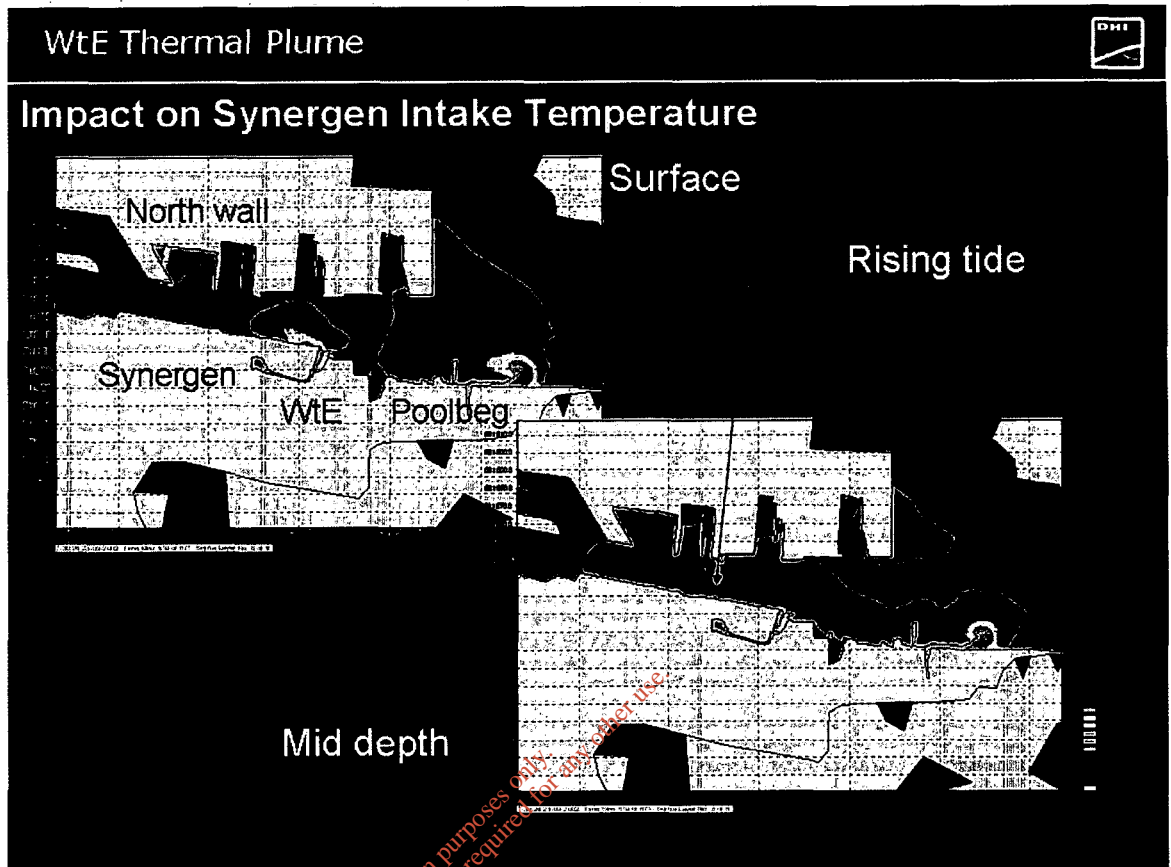 WtE Thermal Plume
DHI
Impact on Synergen Intake Temperature
Surface
North wall
Rising tide
Synergen
WtE
Poolbeg
Mid depth
purposes only.
required for any other use.